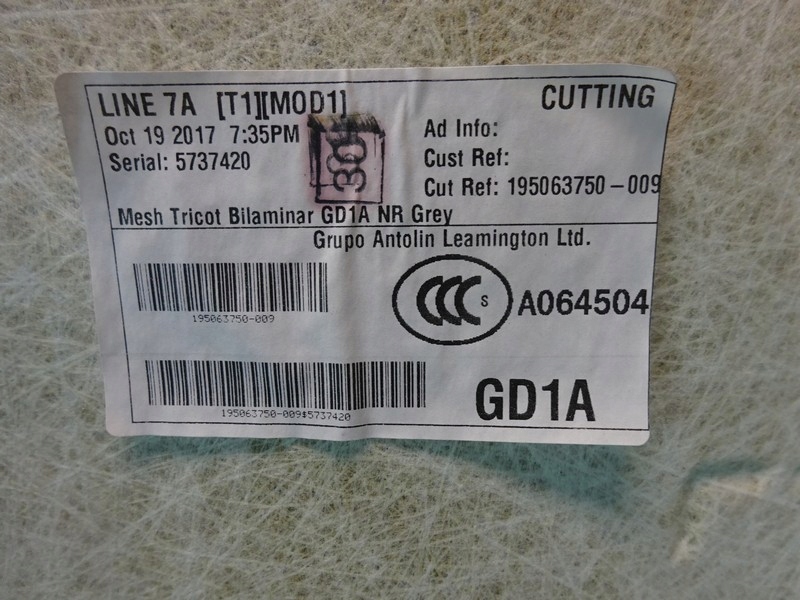 LINE 7A [T1][MOD1]
CUTTING
Oct 19 2017 7:35PM
Ad Info:
Serial: 5737420
Cust Ref:
Cut Ref: 195063750-009
30
Mesh Tricot Bilaminar GD1A NR Grey
Grupo Antolin Leamington Ltd.
195063750-009
CCC S
A064504
195063750-009$5737420
GD1A